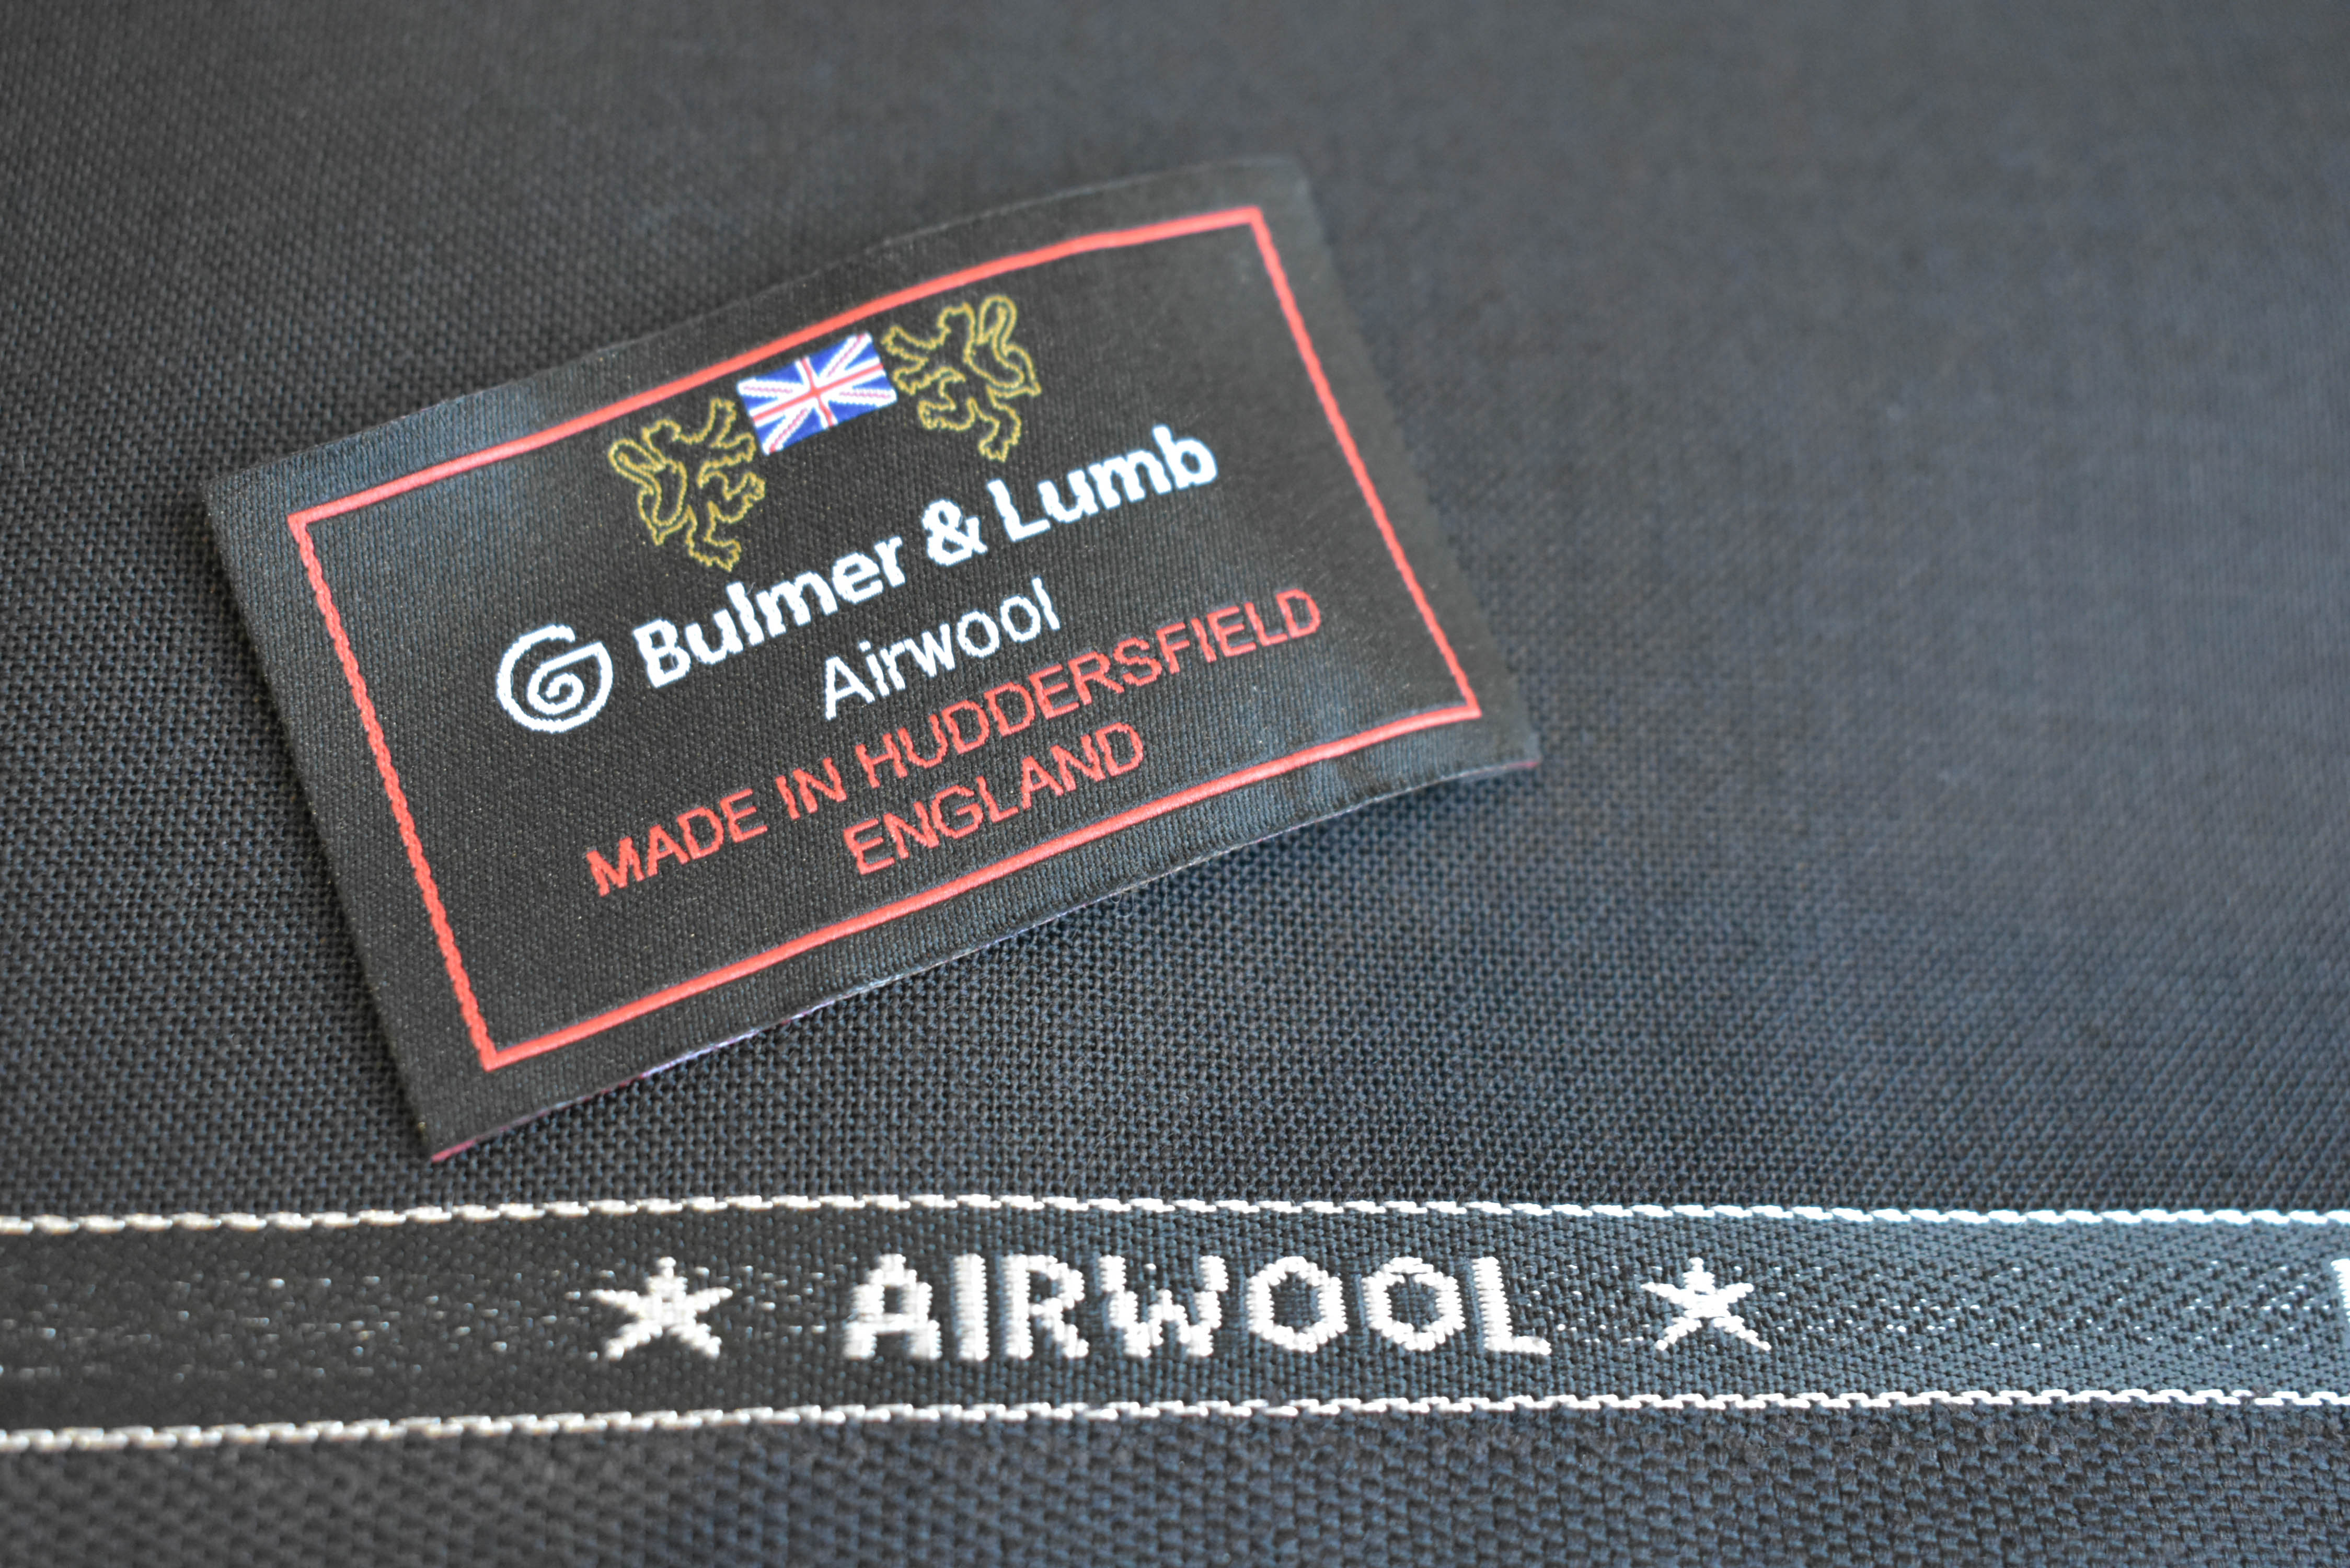 Bulmer & Lumb
Airwool
MADE IN HUDDERSFIELD
ENGLAND
★ AIRWOOL ★